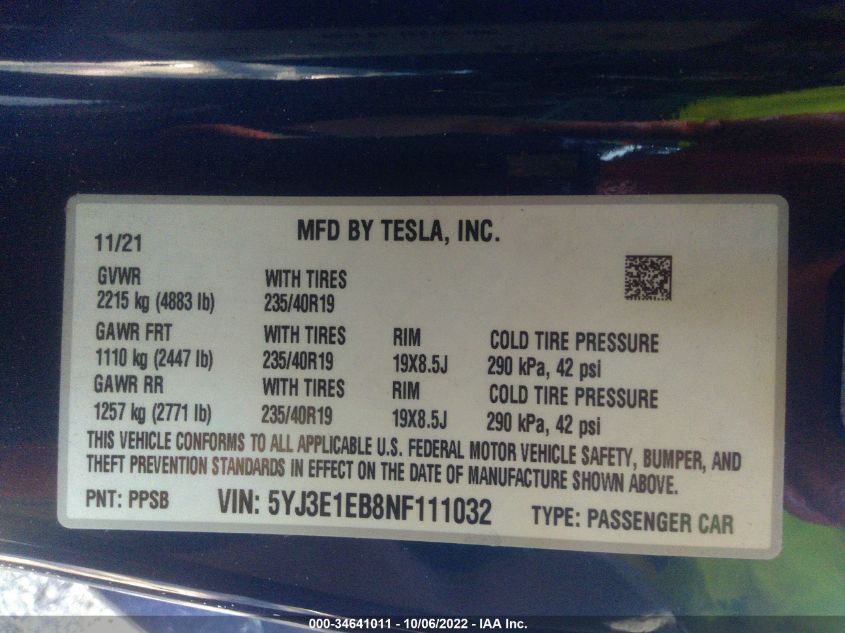 MFD BY TESLA, INC.
11/21
GVWR WITH TIRES
2215 kg (4883 lb) 235/40R19
GAWR FRT WITH TIRES RIM COLD TIRE PRESSURE
1110 kg (2447 lb) 235/40R19 19X8.5J 290 kPa, 42 psi
GAWR RR WITH TIRES RIM COLD TIRE PRESSURE
1257 kg (2771 lb) 235/40R19 19X8.5J 290 kPa, 42 psi
THIS VEHICLE CONFORMS TO ALL APPLICABLE U.S. FEDERAL MOTOR VEHICLE SAFETY, BUMPER, AND
THEFT PREVENTION STANDARDS IN EFFECT ON THE DATE OF MANUFACTURE SHOWN ABOVE.
PNT: PPSB VIN: 5YJ3E1EB8NF111032 TYPE: PASSENGER CAR
000-34641011 - 10/06/2022 - IAA Inc.